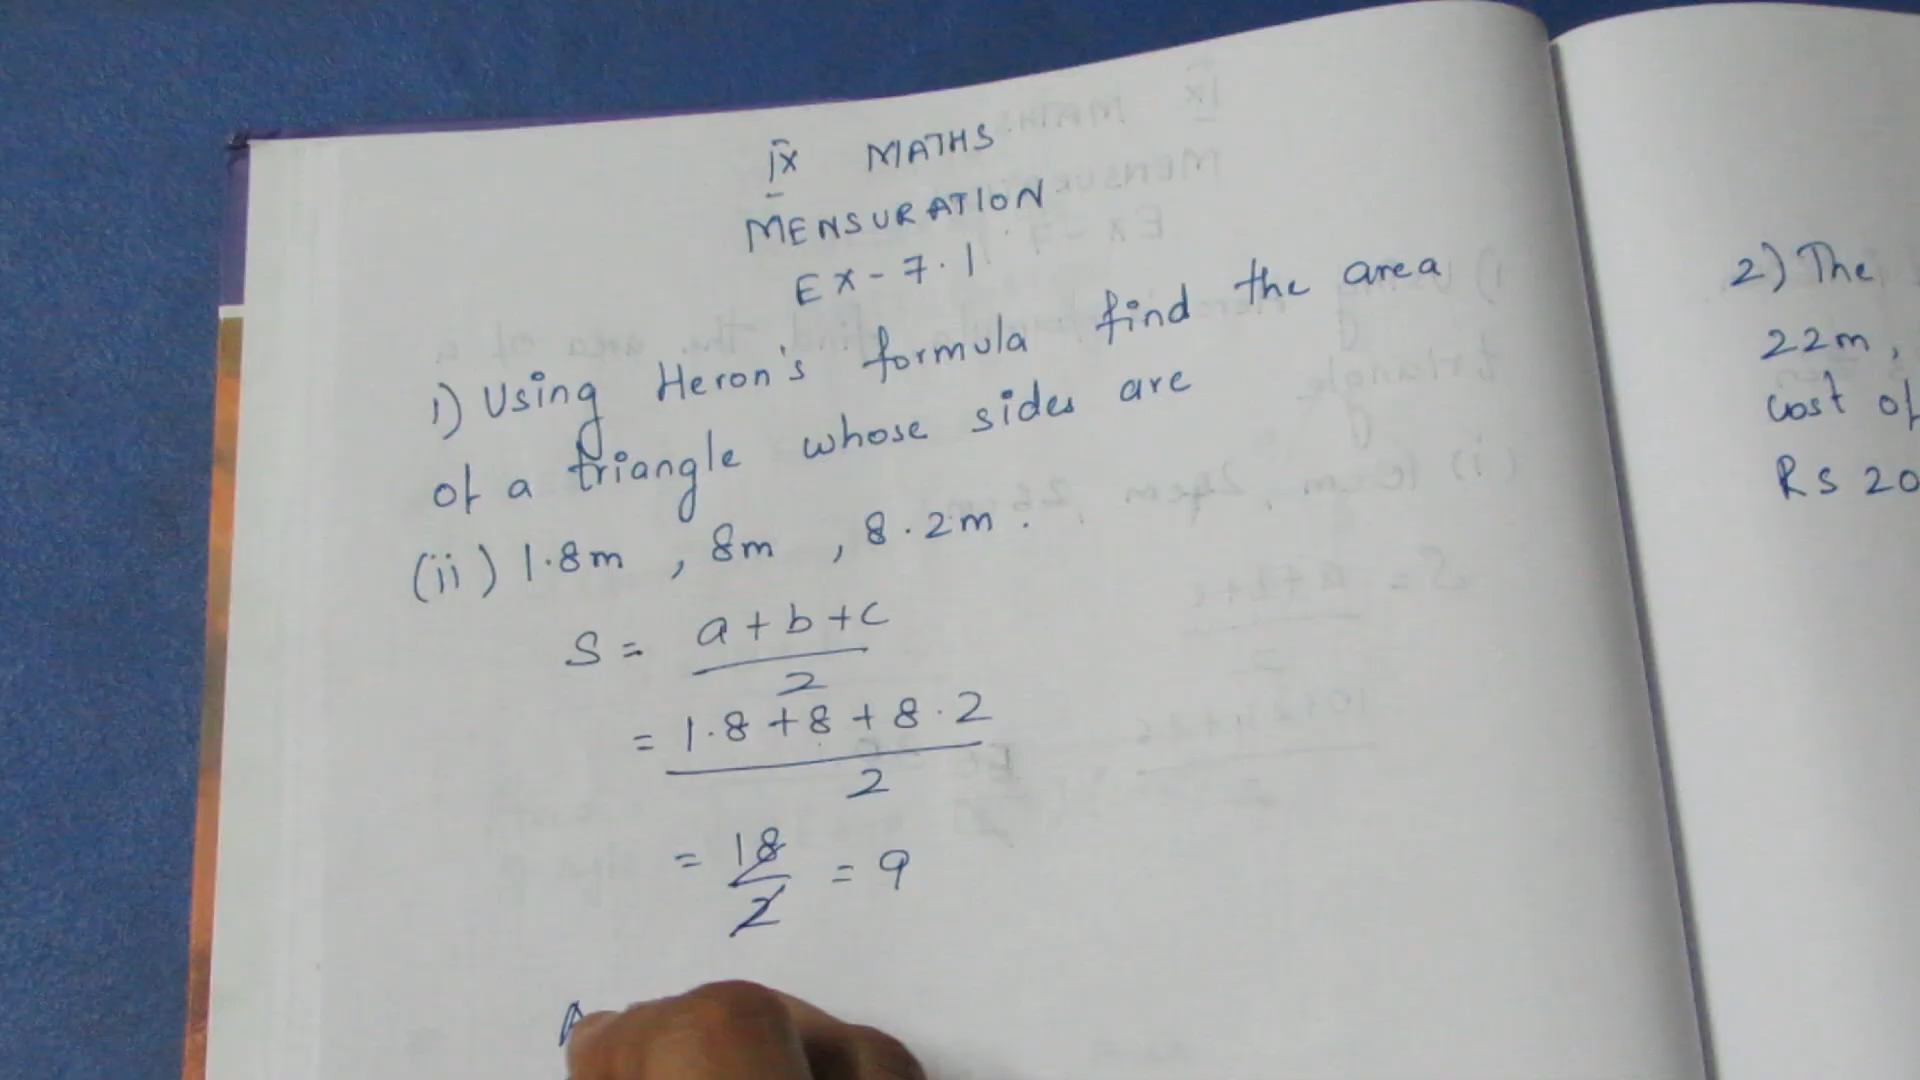 IX MATHS
MENSURATION
Ex-7.1
1) Using Heron's formula find the area
of a triangle whose sides are
(ii) 1.8m, 8m, 8.2m.
S = a+b+c
2
= 1.8+8+8.2
2
= 18 = 9
2
A
2) The
22m,
Cost of
Rs 20